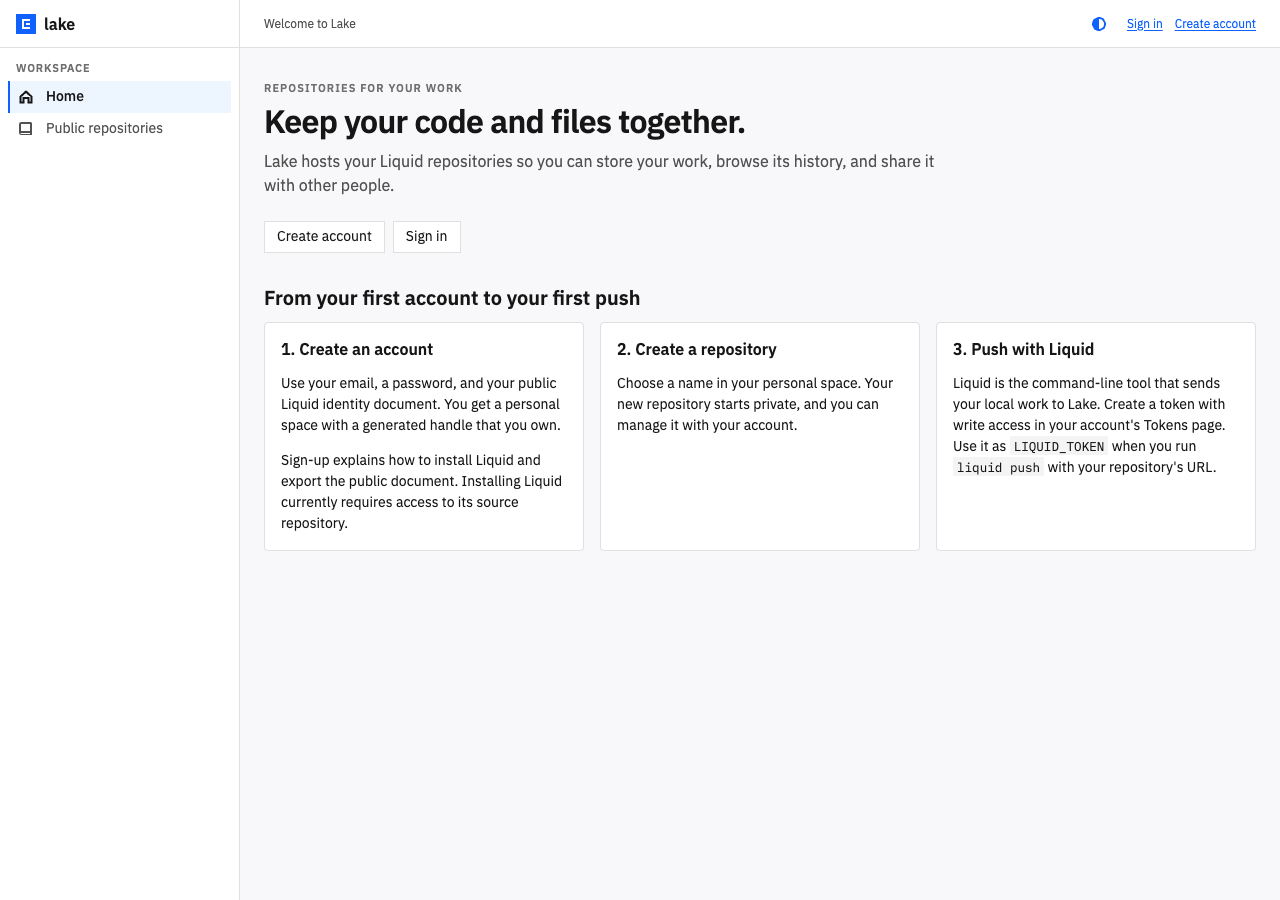 lake
Welcome to Lake
Sign in
Create account
WORKSPACE
Home
Public repositories
REPOSITORIES FOR YOUR WORK
Keep your code and files together.
Lake hosts your Liquid repositories so you can store your work, browse its history, and share it
with other people.
Create account
Sign in
From your first account to your first push
1. Create an account
Use your email, a password, and your public
Liquid identity document. You get a personal
space with a generated handle that you own.
Sign-up explains how to install Liquid and
export the public document. Installing Liquid
currently requires access to its source
repository.
2. Create a repository
Choose a name in your personal space. Your
new repository starts private, and you can
manage it with your account.
3. Push with Liquid
Liquid is the command-line tool that sends
your local work to Lake. Create a token with
write access in your account's Tokens page.
Use it as LIQUID_TOKEN when you run
liquid push with your repository's URL.